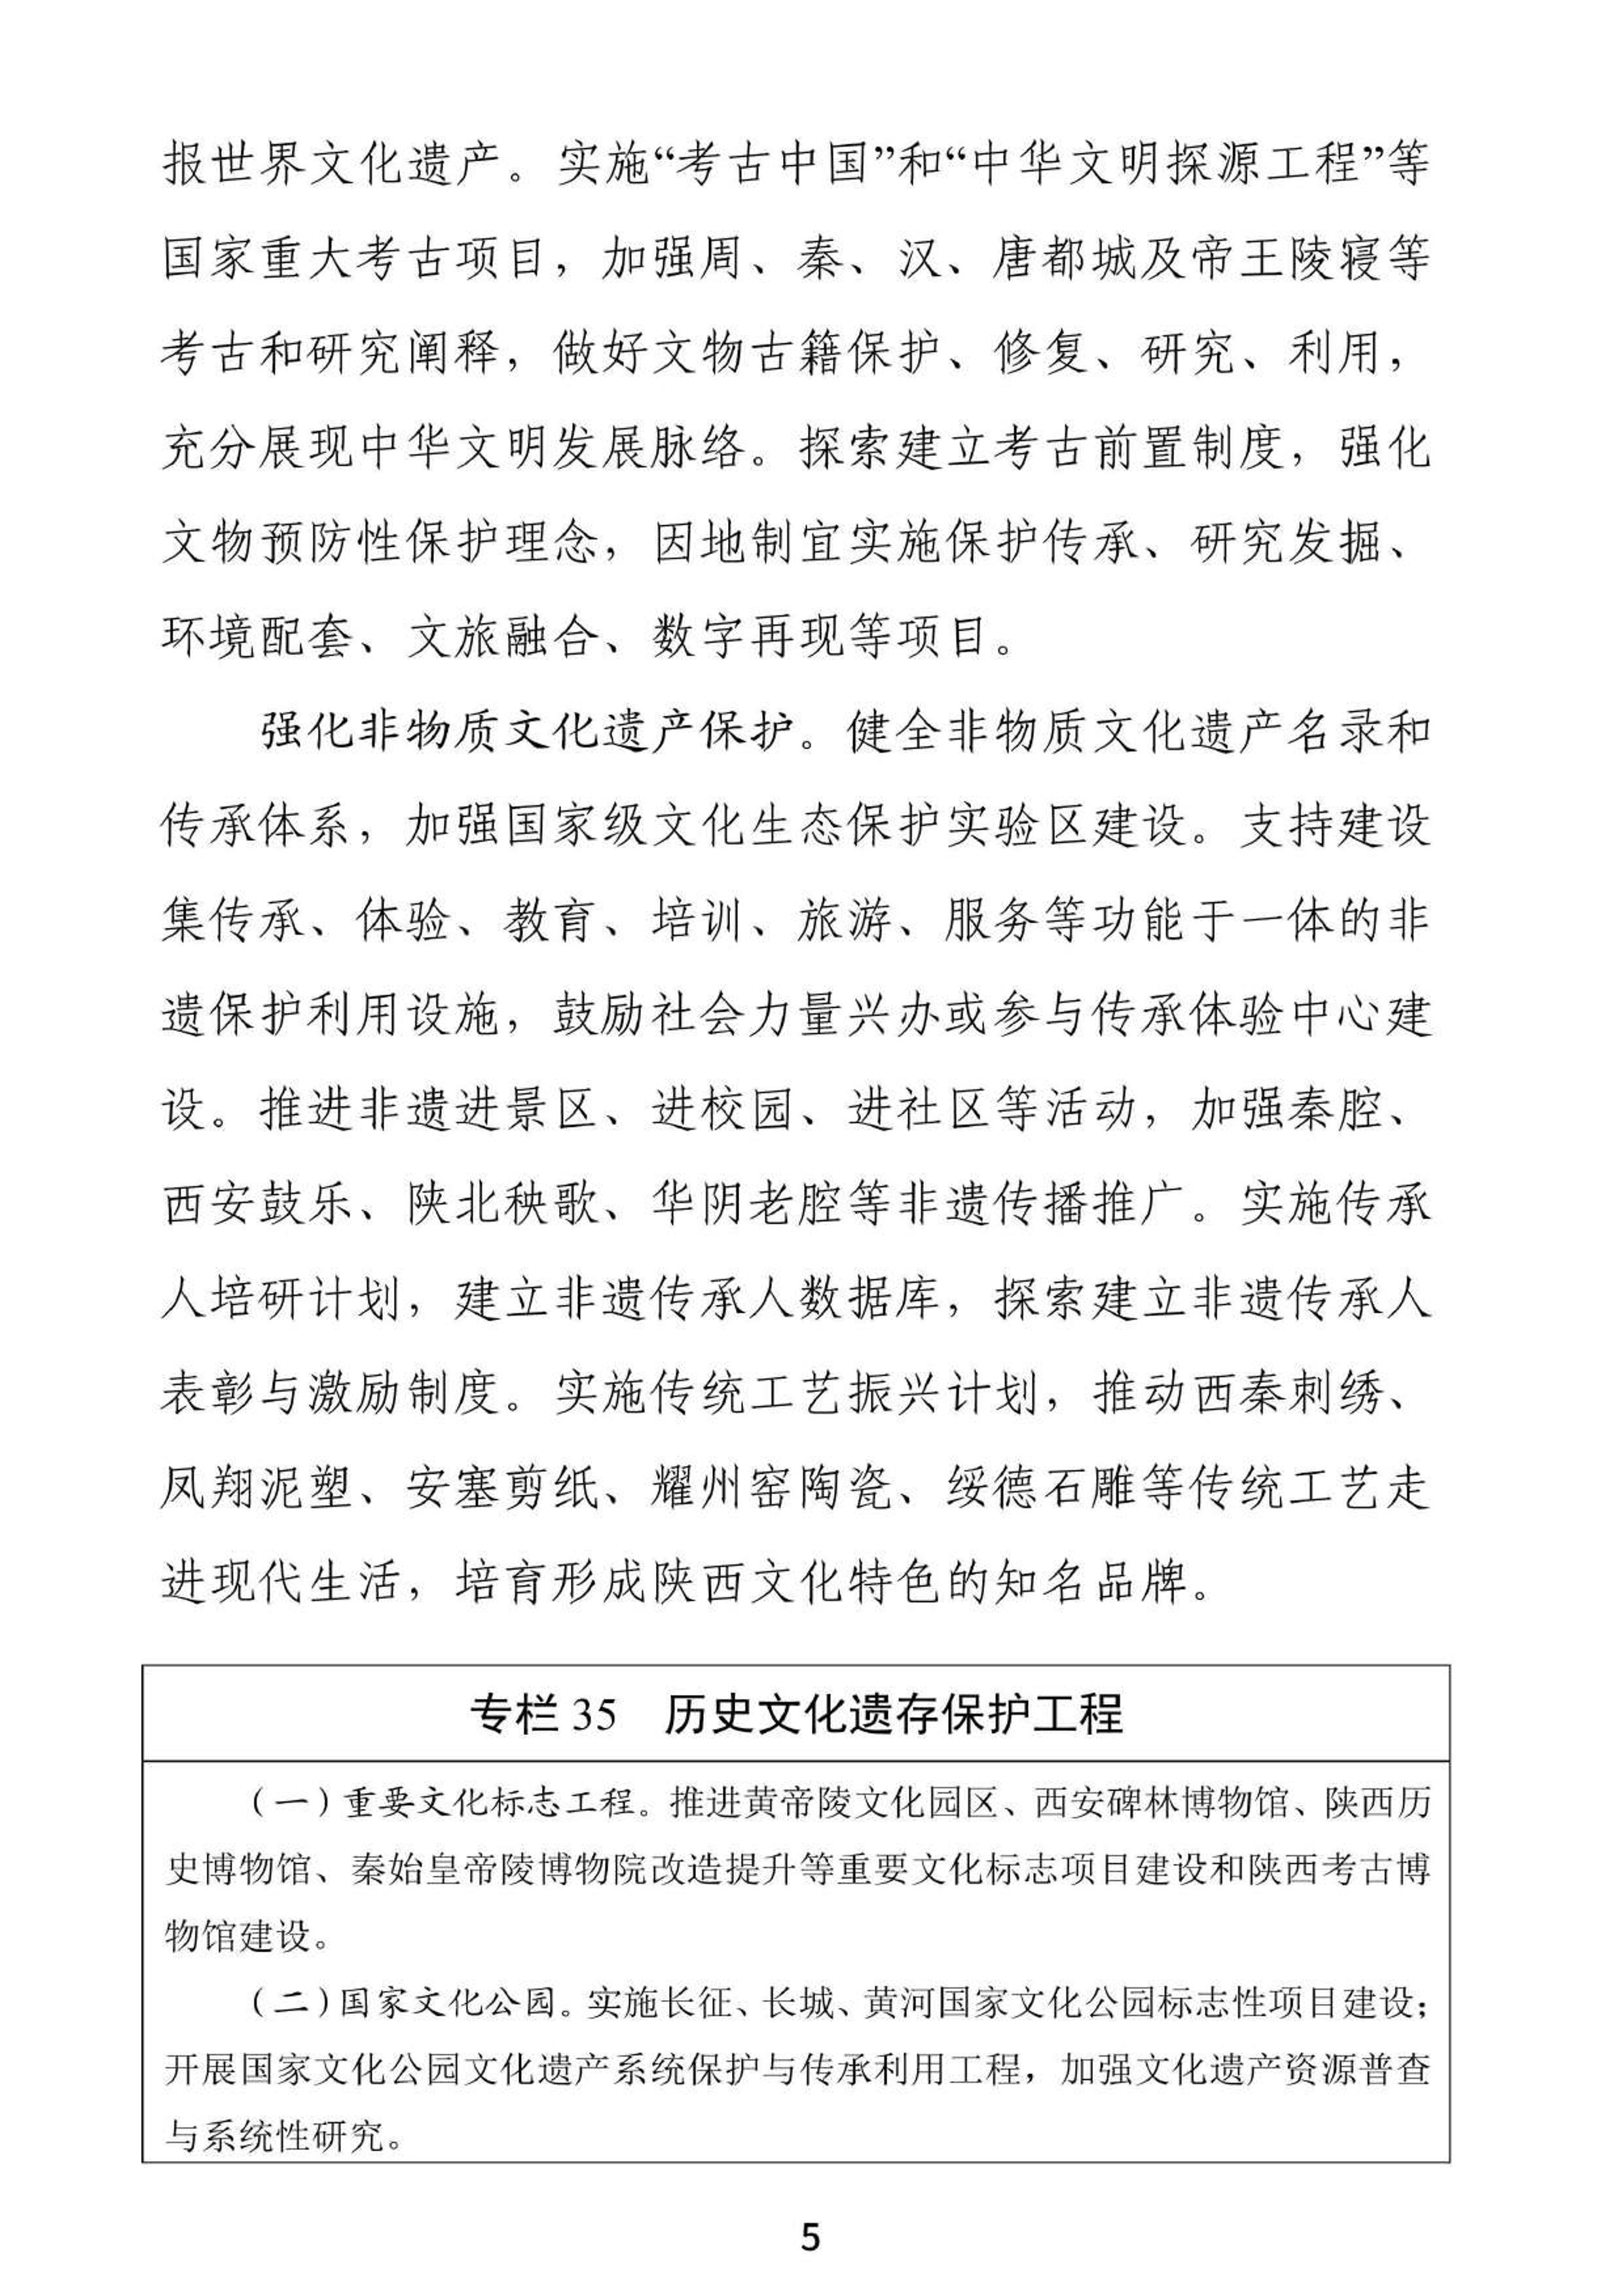 报世界文化遗产。实施“考古中国”和“中华文明探源工程”等
国家重大考古项目，加强周、秦、汉、唐都城及帝王陵寝等
考古和研究阐释，做好文物古籍保护、修复、研究、利用，
充分展现中华文明发展脉络。探索建立考古前置制度，强化
文物预防性保护理念，因地制宜实施保护传承、研究发掘、
环境配套、文旅融合、数字再现等项目。
强化非物质文化遗产保护。健全非物质文化遗产名录和
传承体系，加强国家级文化生态保护实验区建设。支持建设
集传承、体验、教育、培训、旅游、服务等功能于一体的非
遗保护利用设施，鼓励社会力量兴办或参与传承体验中心建
设。推进非遗进景区、进校园、进社区等活动，加强秦腔、
西安鼓乐、陕北秧歌、华阴老腔等非遗传播推广。实施传承
人培研计划，建立非遗传承人数据库，探索建立非遗传承人
表彰与激励制度。实施传统工艺振兴计划，推动西秦刺绣、
凤翔泥塑、安塞剪纸、耀州窑陶瓷、绥德石雕等传统工艺走
进现代生活，培育形成陕西文化特色的知名品牌。
专栏 35　历史文化遗存保护工程
（一）重要文化标志工程。推进黄帝陵文化园区、西安碑林博物馆、陕西历
史博物馆、秦始皇帝陵博物院改造提升等重要文化标志项目建设和陕西考古博
物馆建设。
（二）国家文化公园。实施长征、长城、黄河国家文化公园标志性项目建设；
开展国家文化公园文化遗产系统保护与传承利用工程，加强文化遗产资源普查
与系统性研究。
5